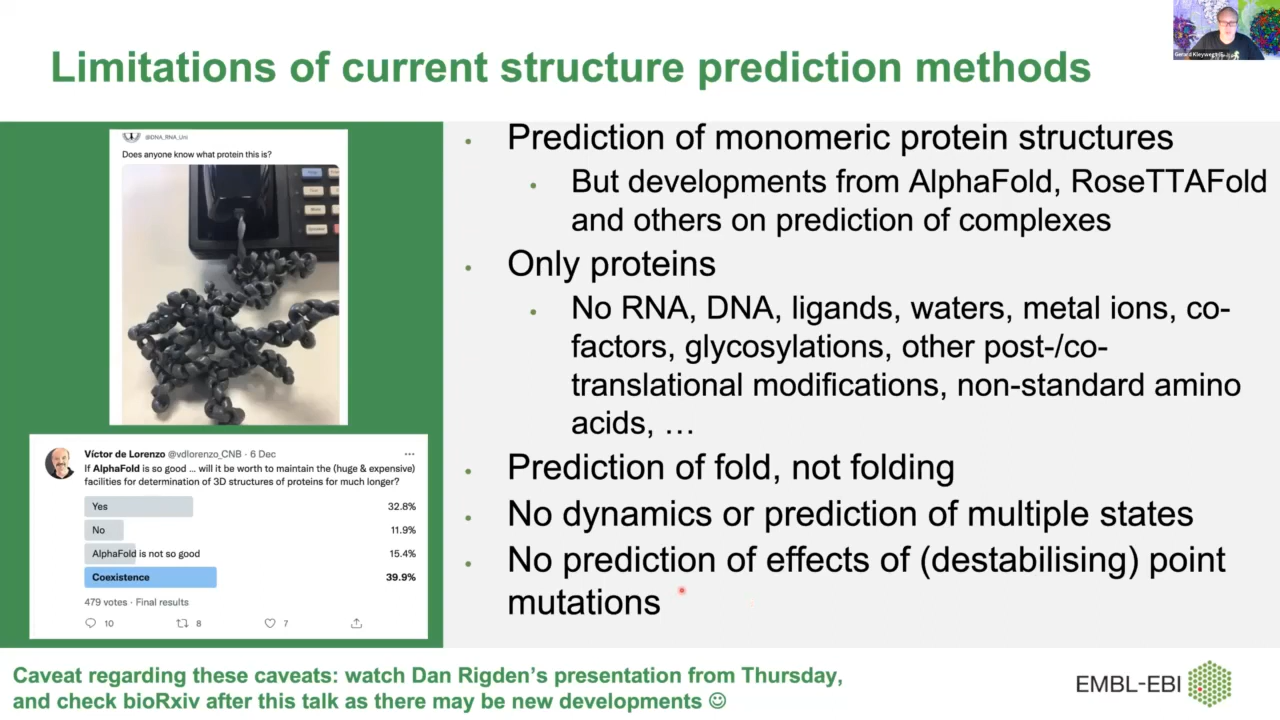 Limitations of current structure prediction methods
@DNA_RNA_Uni
Does anyone know what protein this is?
Víctor de Lorenzo @vdlorenzo_CNB · 6 Dec
If AlphaFold is so good ... will it be worth to maintain the (huge & expensive)
facilities for determination of 3D structures of proteins for much longer?
Yes 32.8%
No 11.9%
AlphaFold is not so good 15.4%
Coexistence 39.9%
479 votes · Final results
10 8 7
• Prediction of monomeric protein structures
• But developments from AlphaFold, RoseTTAFold
and others on prediction of complexes
• Only proteins
• No RNA, DNA, ligands, waters, metal ions, co-
factors, glycosylations, other post-/co-
translational modifications, non-standard amino
acids, …
• Prediction of fold, not folding
• No dynamics or prediction of multiple states
• No prediction of effects of (destabilising) point
mutations
Caveat regarding these caveats: watch Dan Rigden’s presentation from Thursday,
and check bioRxiv after this talk as there may be new developments ☺
EMBL-EBI